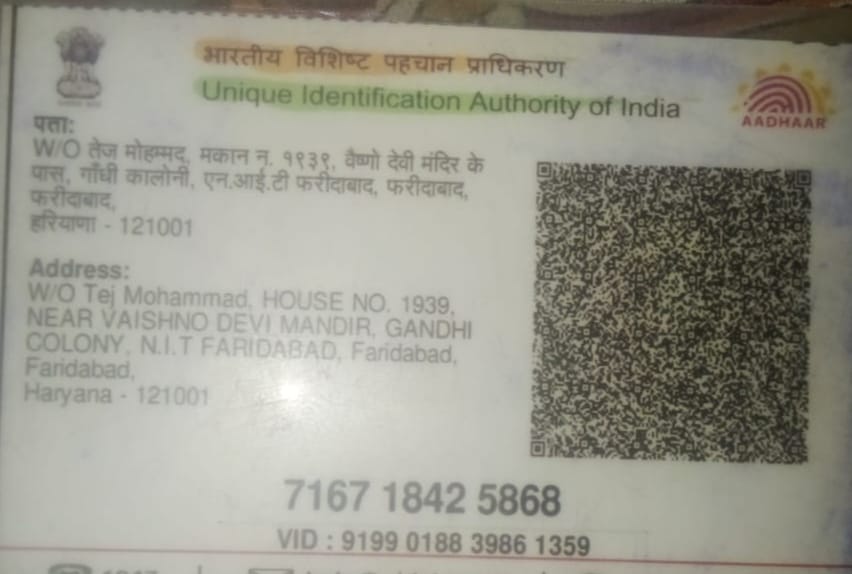 भारतीय विशिष्ट पहचान प्राधिकरण
Unique Identification Authority of India
AADHAAR
पता:
W/O तेज मोहम्मद, मकान न. १९३९, वैष्णो देवी मंदिर के
पास, गाँधी कालोनी, एन.आई.टी फरीदाबाद, फरीदाबाद,
फरीदाबाद,
हरियाणा - 121001
Address:
W/O Tej Mohammad, HOUSE NO. 1939,
NEAR VAISHNO DEVI MANDIR, GANDHI
COLONY, N.I.T FARIDABAD, Faridabad,
Faridabad,
Haryana - 121001
7167 1842 5868
VID : 9199 0188 3986 1359